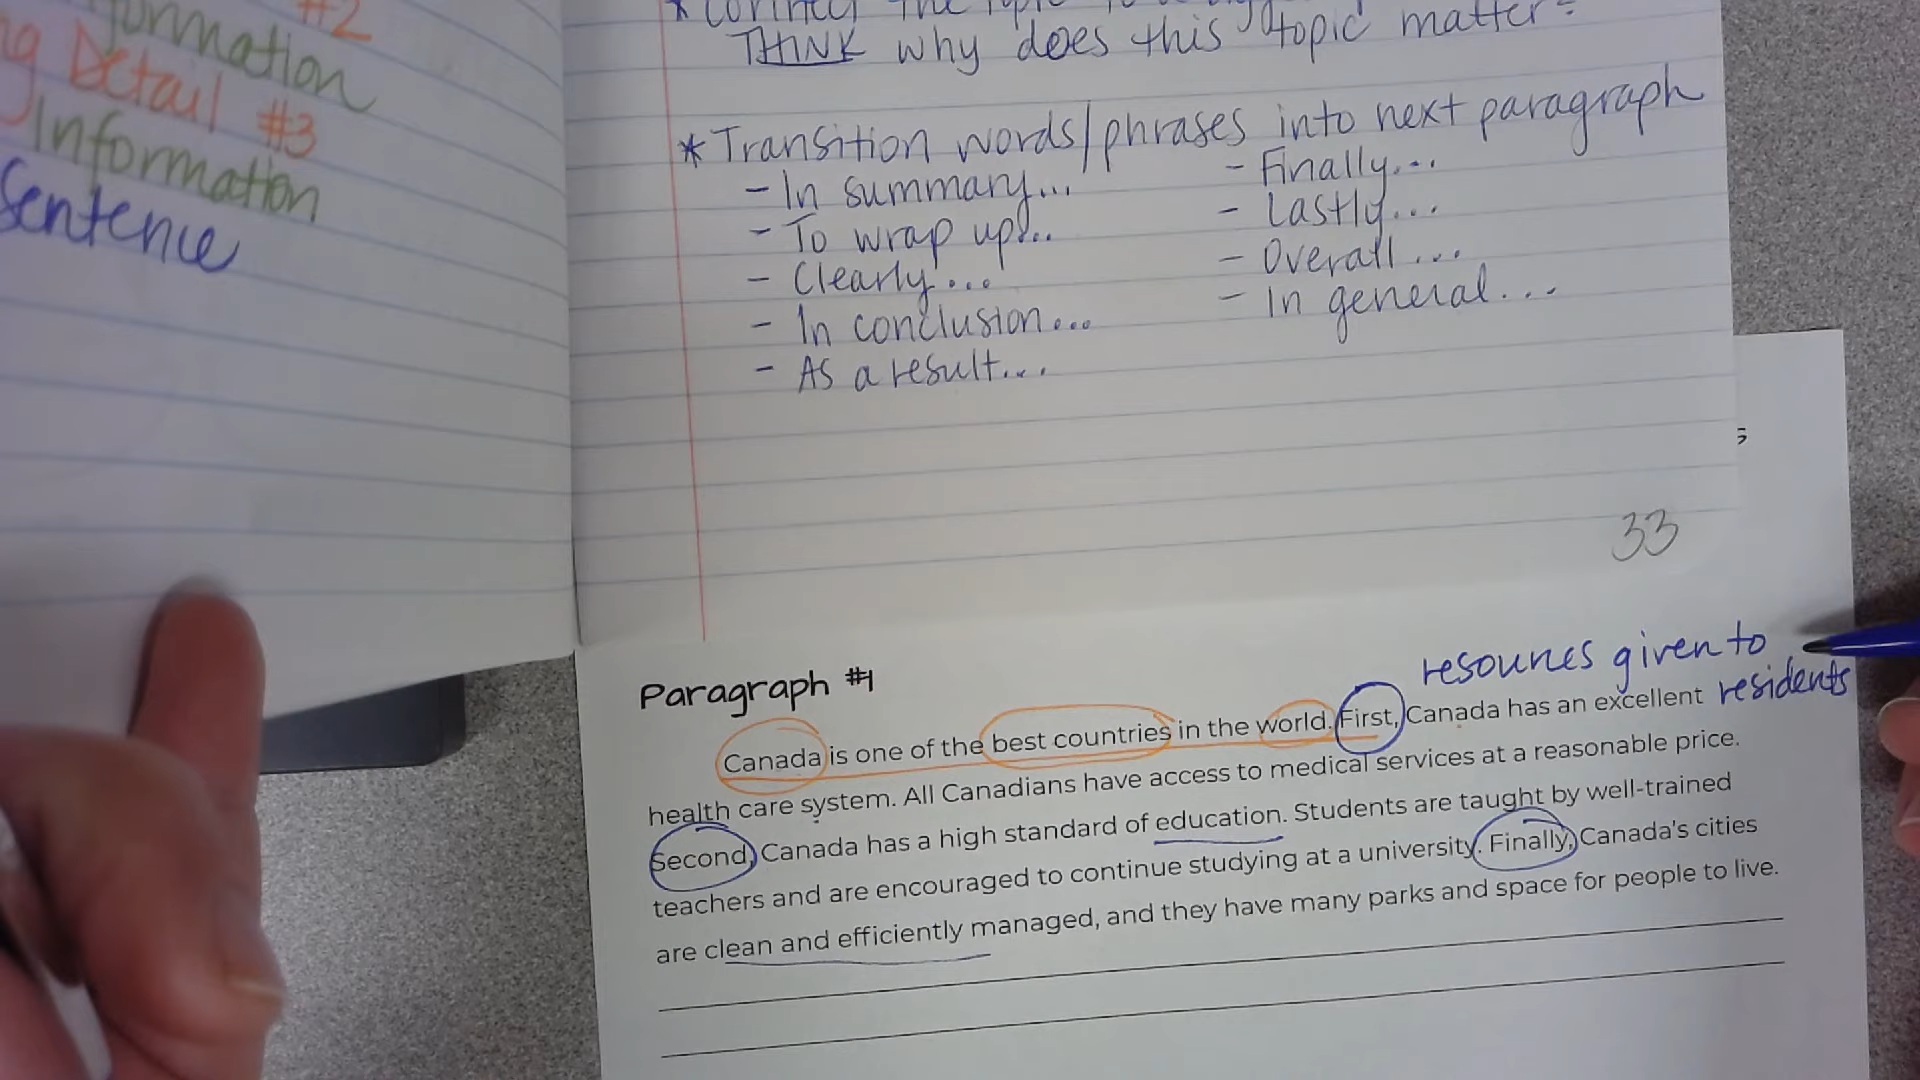 #2
formation
ng Detail #3
Information
Sentence
THINK why does this topic matter?
* Transition words/phrases into next paragraph
- In summary...
- To wrap up...
- Clearly...
- In conclusion...
- As a result...
- Finally...
- Lastly...
- Overall...
- In general...
33
Paragraph #1
resources given to
residents
Canada is one of the best countries in the world. First, Canada has an excellent
health care system. All Canadians have access to medical services at a reasonable price.
Second, Canada has a high standard of education. Students are taught by well-trained
teachers and are encouraged to continue studying at a university. Finally, Canada's cities
are clean and efficiently managed, and they have many parks and space for people to live.